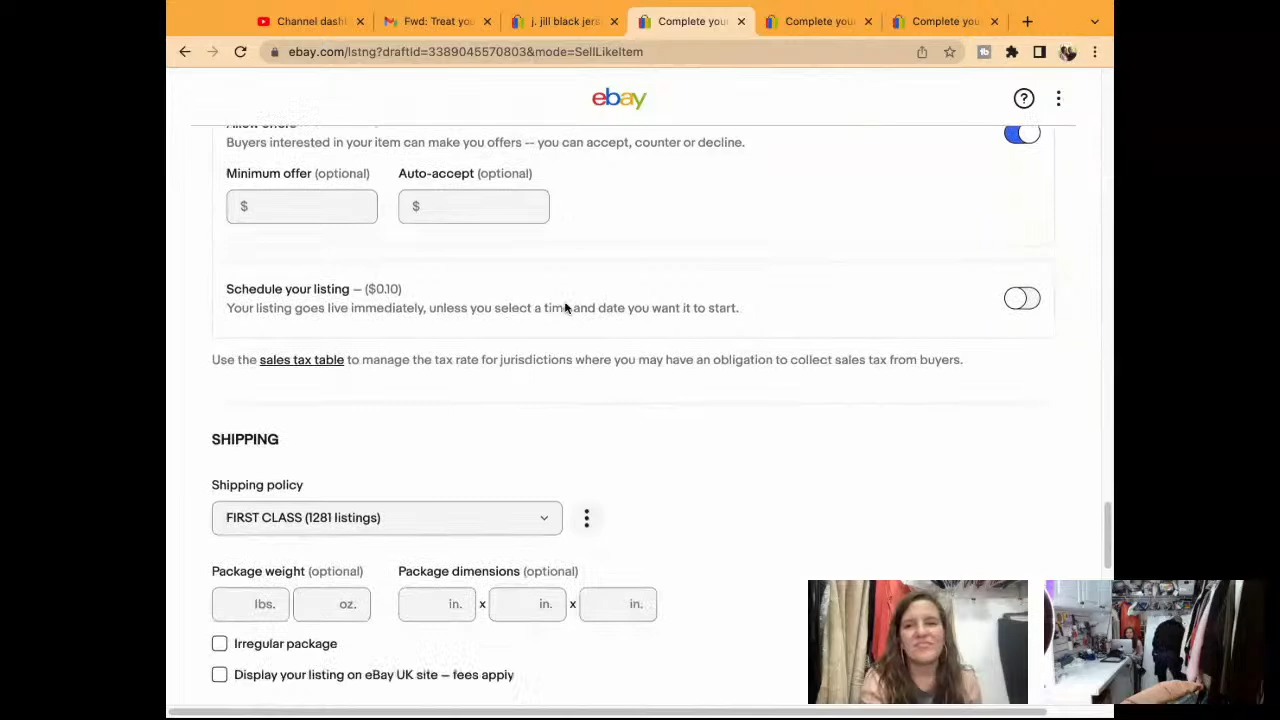 Channel dash
Fwd: Treat you
j. jill black jers
Complete your
Complete your
Complete you
ebay.com/lstng?draftId=3389045570803&mode=SellLikeItem
ebay
Buyers interested in your item can make you offers -- you can accept, counter or decline.
Minimum offer (optional) Auto-accept (optional)
$ $
Schedule your listing – ($0.10)
Your listing goes live immediately, unless you select a time and date you want it to start.
Use the sales tax table to manage the tax rate for jurisdictions where you may have an obligation to collect sales tax from buyers.
SHIPPING
Shipping policy
FIRST CLASS (1281 listings)
Package weight (optional) Package dimensions (optional)
lbs. oz. in. x in. x in.
Irregular package
Display your listing on eBay UK site – fees apply